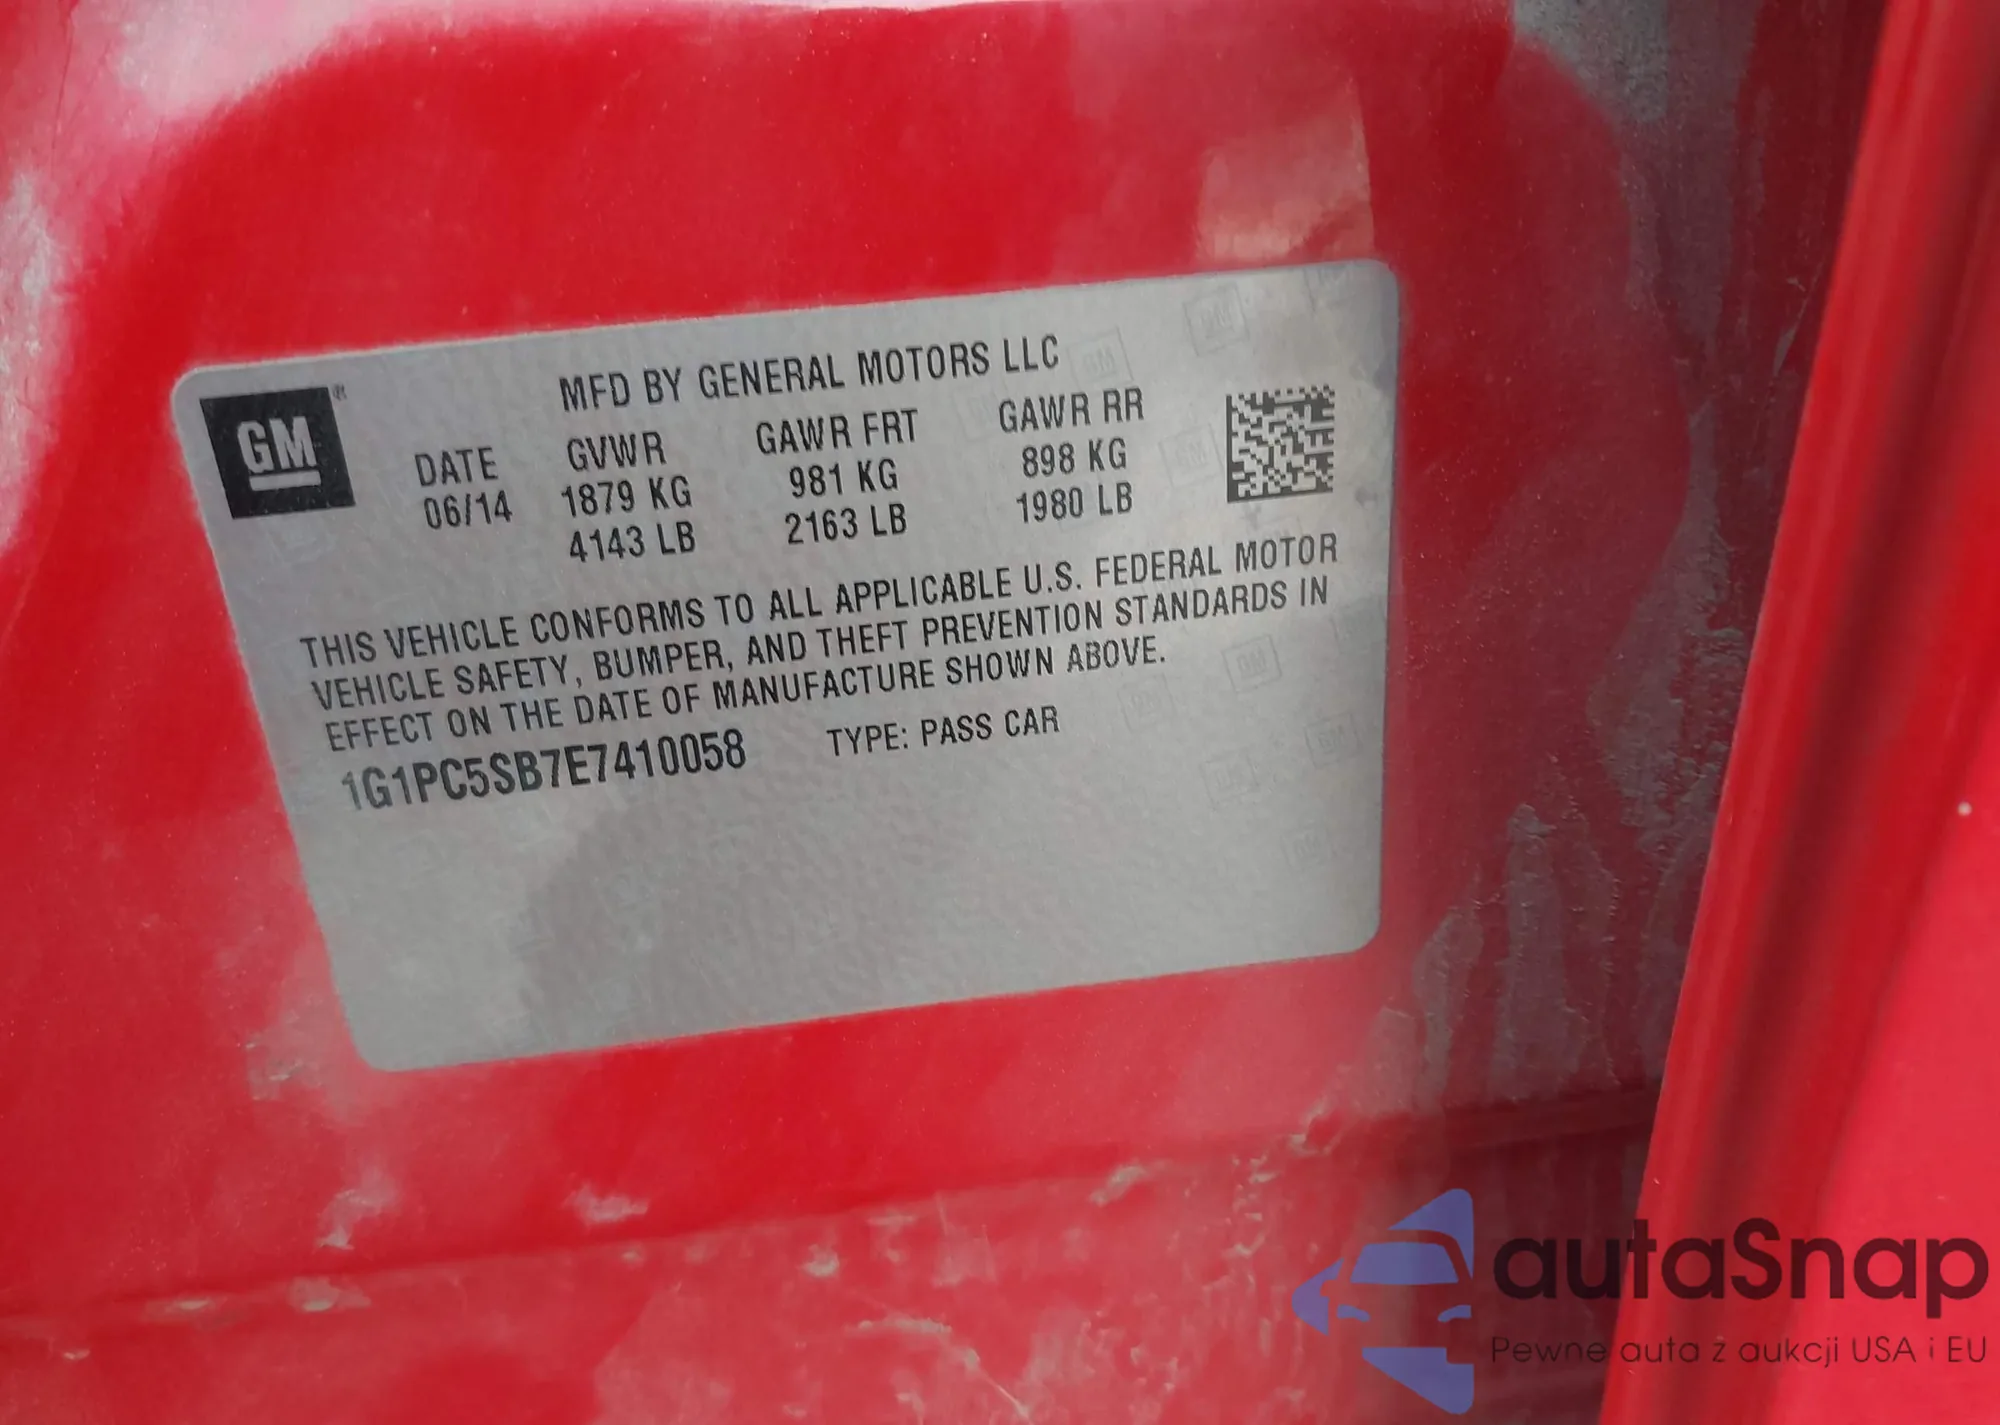 GM
MFD BY GENERAL MOTORS LLC
DATE GVWR GAWR FRT GAWR RR
06/14 1879 KG 981 KG 898 KG
4143 LB 2163 LB 1980 LB
THIS VEHICLE CONFORMS TO ALL APPLICABLE U.S. FEDERAL MOTOR
VEHICLE SAFETY, BUMPER, AND THEFT PREVENTION STANDARDS IN
EFFECT ON THE DATE OF MANUFACTURE SHOWN ABOVE.
1G1PC5SB7E7410058 TYPE: PASS CAR
autaSnap
Pewne auta z aukcji USA i EU